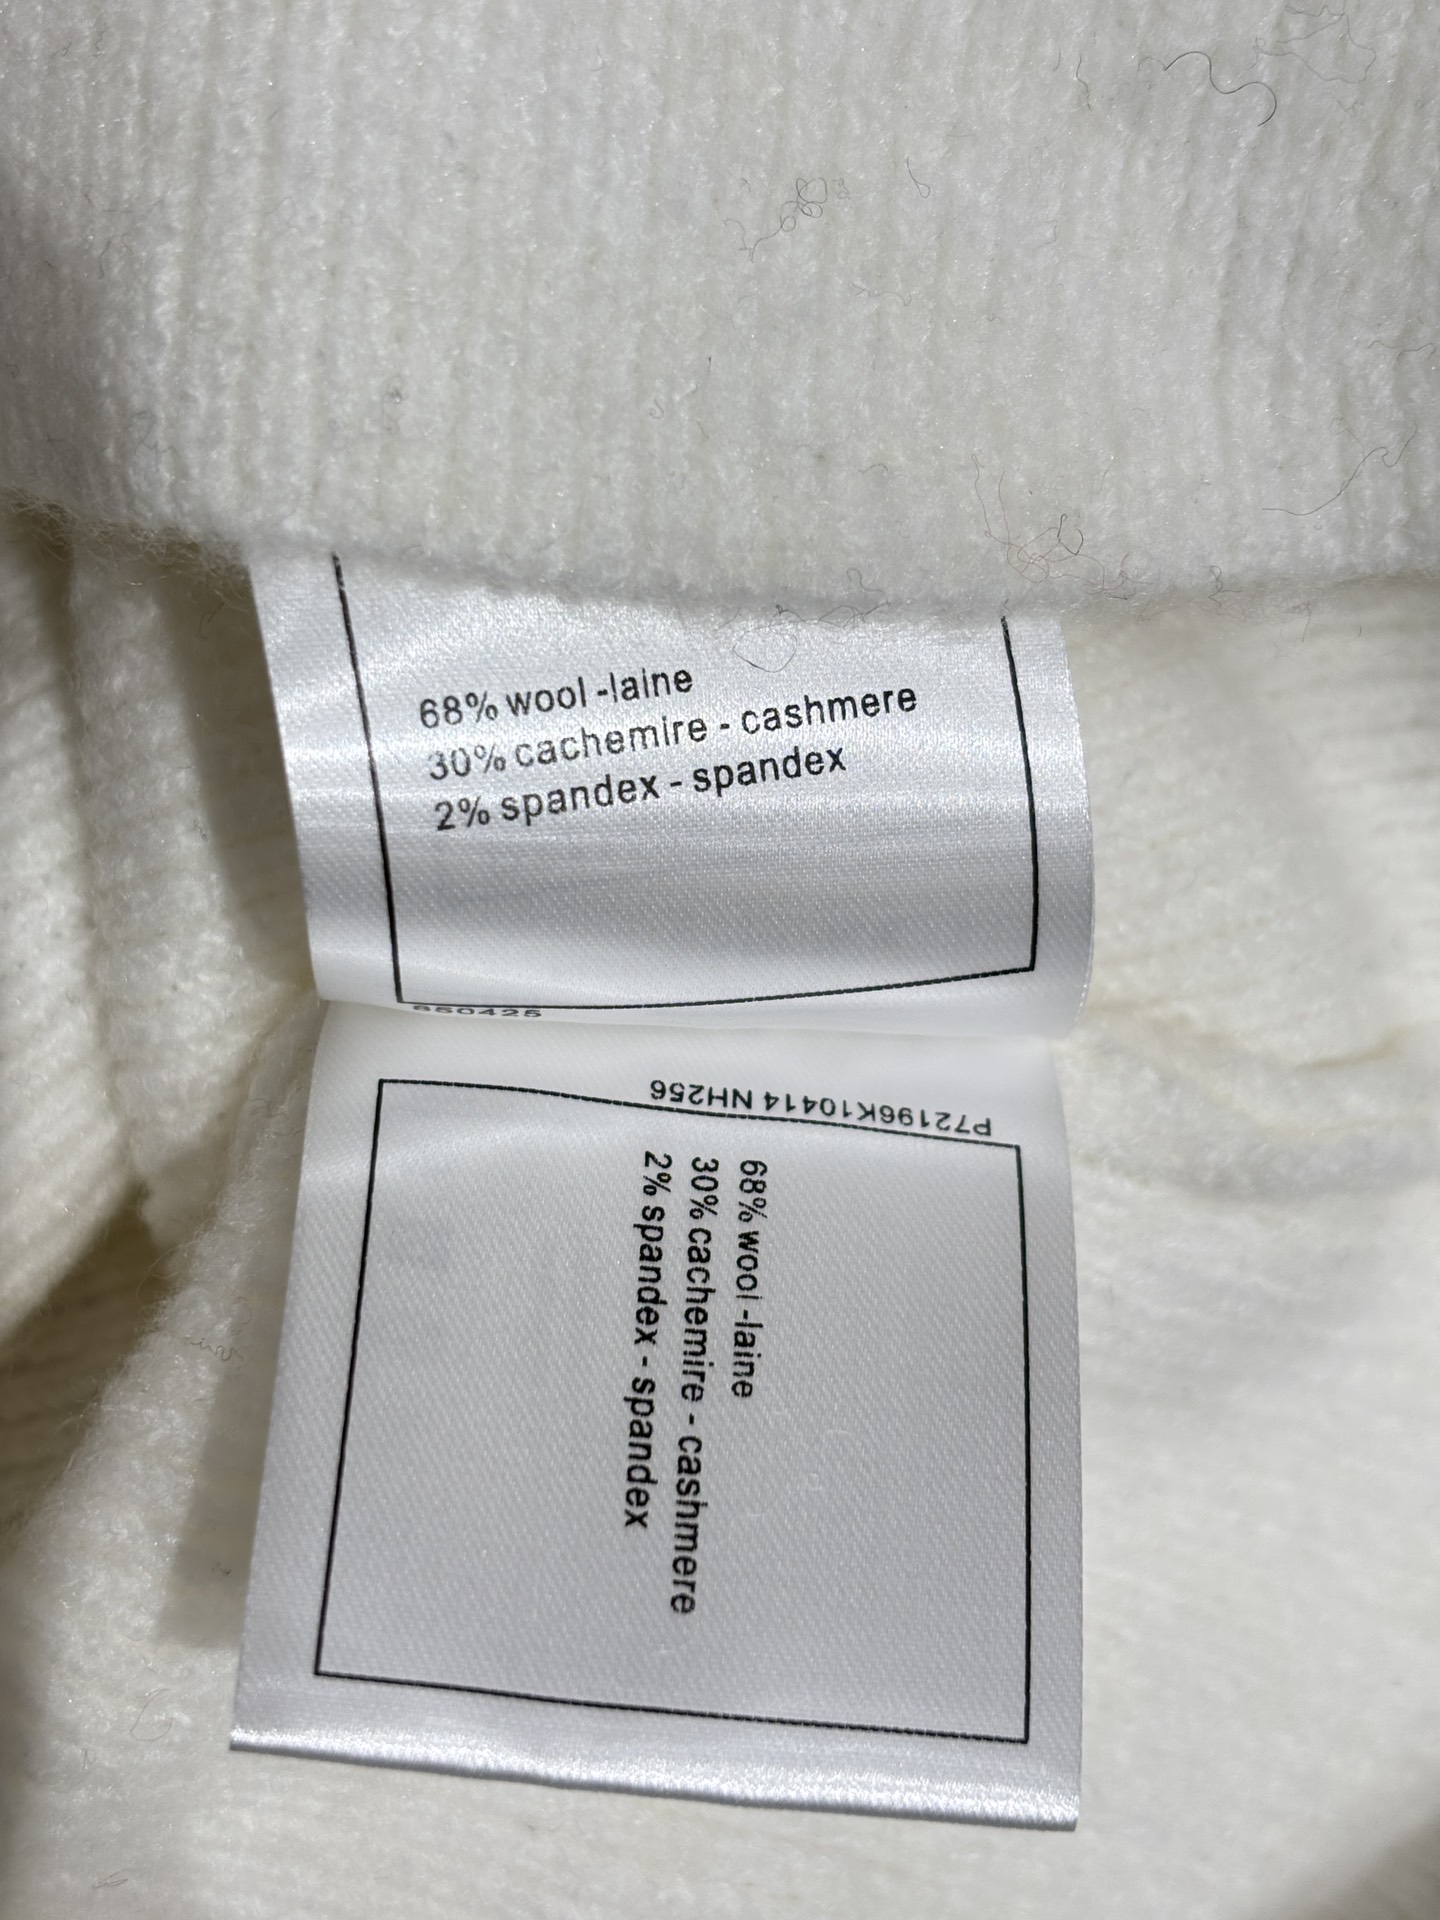 68% wool -laine
30% cachemire - cashmere
2% spandex - spandex
P72196K10414 NH256
68% wool -laine
30% cachemire - cashmere
2% spandex - spandex